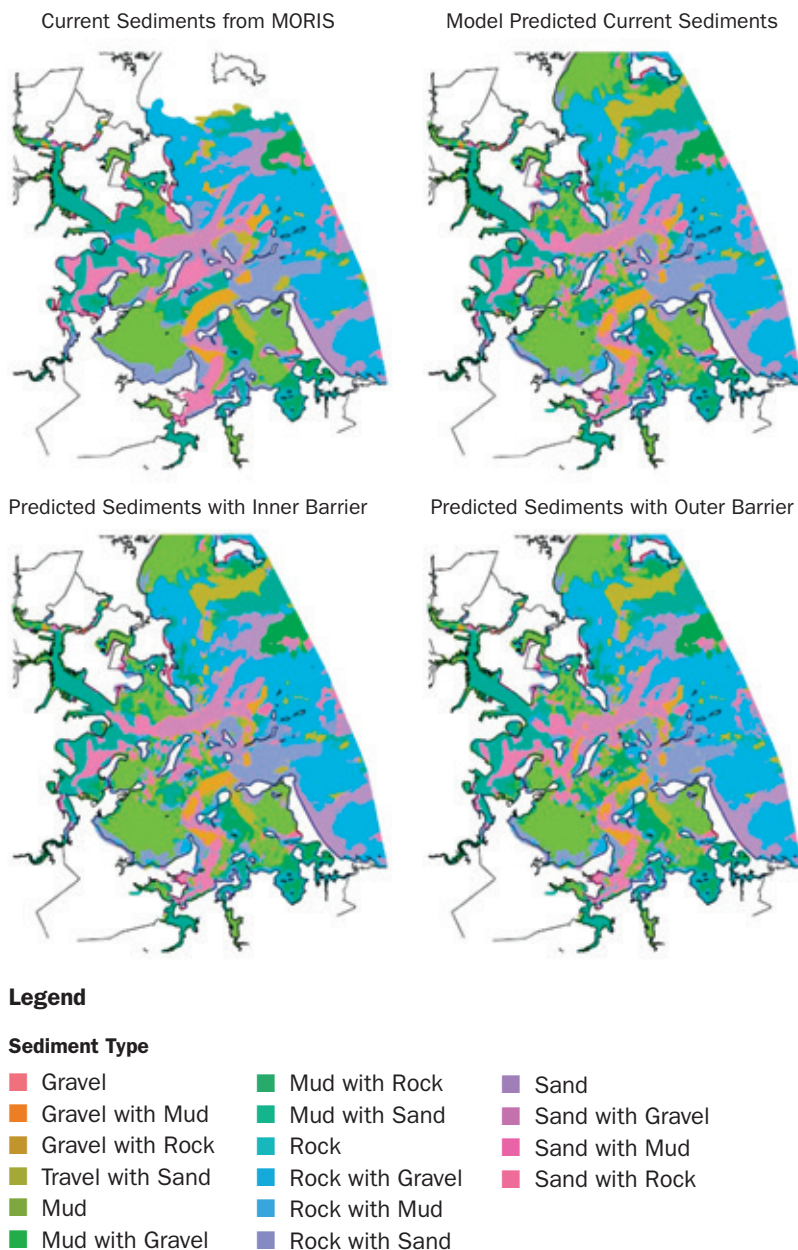 Current Sediments from MORIS
Model Predicted Current Sediments
Predicted Sediments with Inner Barrier
Predicted Sediments with Outer Barrier
Legend
Sediment Type
Gravel
Gravel with Mud
Gravel with Rock
Travel with Sand
Mud
Mud with Gravel
Mud with Rock
Mud with Sand
Rock
Rock with Gravel
Rock with Mud
Rock with Sand
Sand
Sand with Gravel
Sand with Mud
Sand with Rock